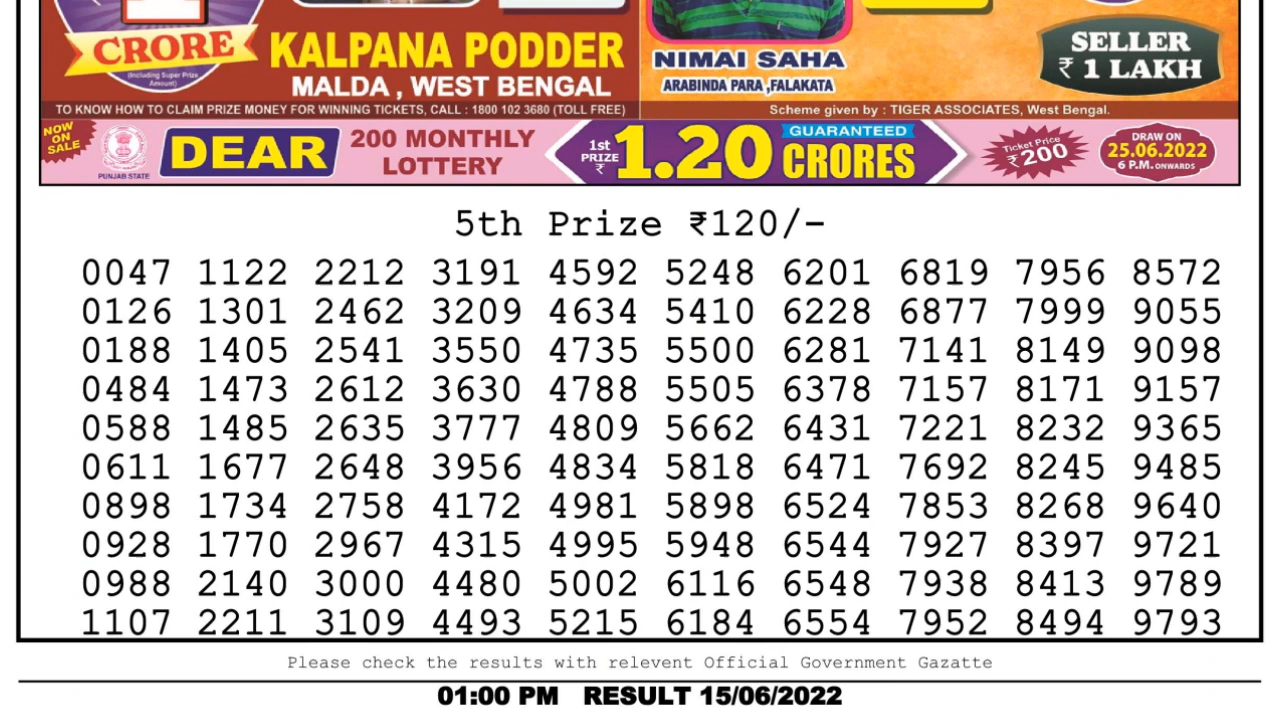 CRORE
(Including Super Prize
Amount)
KALPANA PODDER
MALDA , WEST BENGAL
NIMAI SAHA
ARABINDA PARA ,FALAKATA
SELLER
₹ 1 LAKH
TO KNOW HOW TO CLAIM PRIZE MONEY FOR WINNING TICKETS, CALL : 1800 102 3680 (TOLL FREE)
Scheme given by : TIGER ASSOCIATES, West Bengal.
NOW
ON
SALE
PUNJAB STATE
DEAR
200 MONTHLY
LOTTERY
1st
PRIZE
₹
1.20
GUARANTEED
CRORES
Ticket Price
₹200
DRAW ON
25.06.2022
6 P.M. ONWARDS
5th Prize ₹120/-
0047 1122 2212 3191 4592 5248 6201 6819 7956 8572
0126 1301 2462 3209 4634 5410 6228 6877 7999 9055
0188 1405 2541 3550 4735 5500 6281 7141 8149 9098
0484 1473 2612 3630 4788 5505 6378 7157 8171 9157
0588 1485 2635 3777 4809 5662 6431 7221 8232 9365
0611 1677 2648 3956 4834 5818 6471 7692 8245 9485
0898 1734 2758 4172 4981 5898 6524 7853 8268 9640
0928 1770 2967 4315 4995 5948 6544 7927 8397 9721
0988 2140 3000 4480 5002 6116 6548 7938 8413 9789
1107 2211 3109 4493 5215 6184 6554 7952 8494 9793
Please check the results with relevent Official Government Gazatte
01:00 PM RESULT 15/06/2022